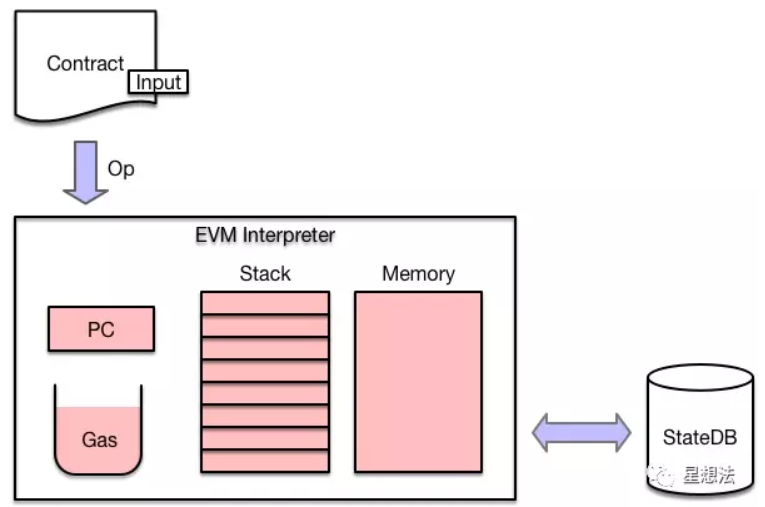 Contract
Input
Op
EVM Interpreter
Stack
Memory
PC
Gas
StateDB
星想法